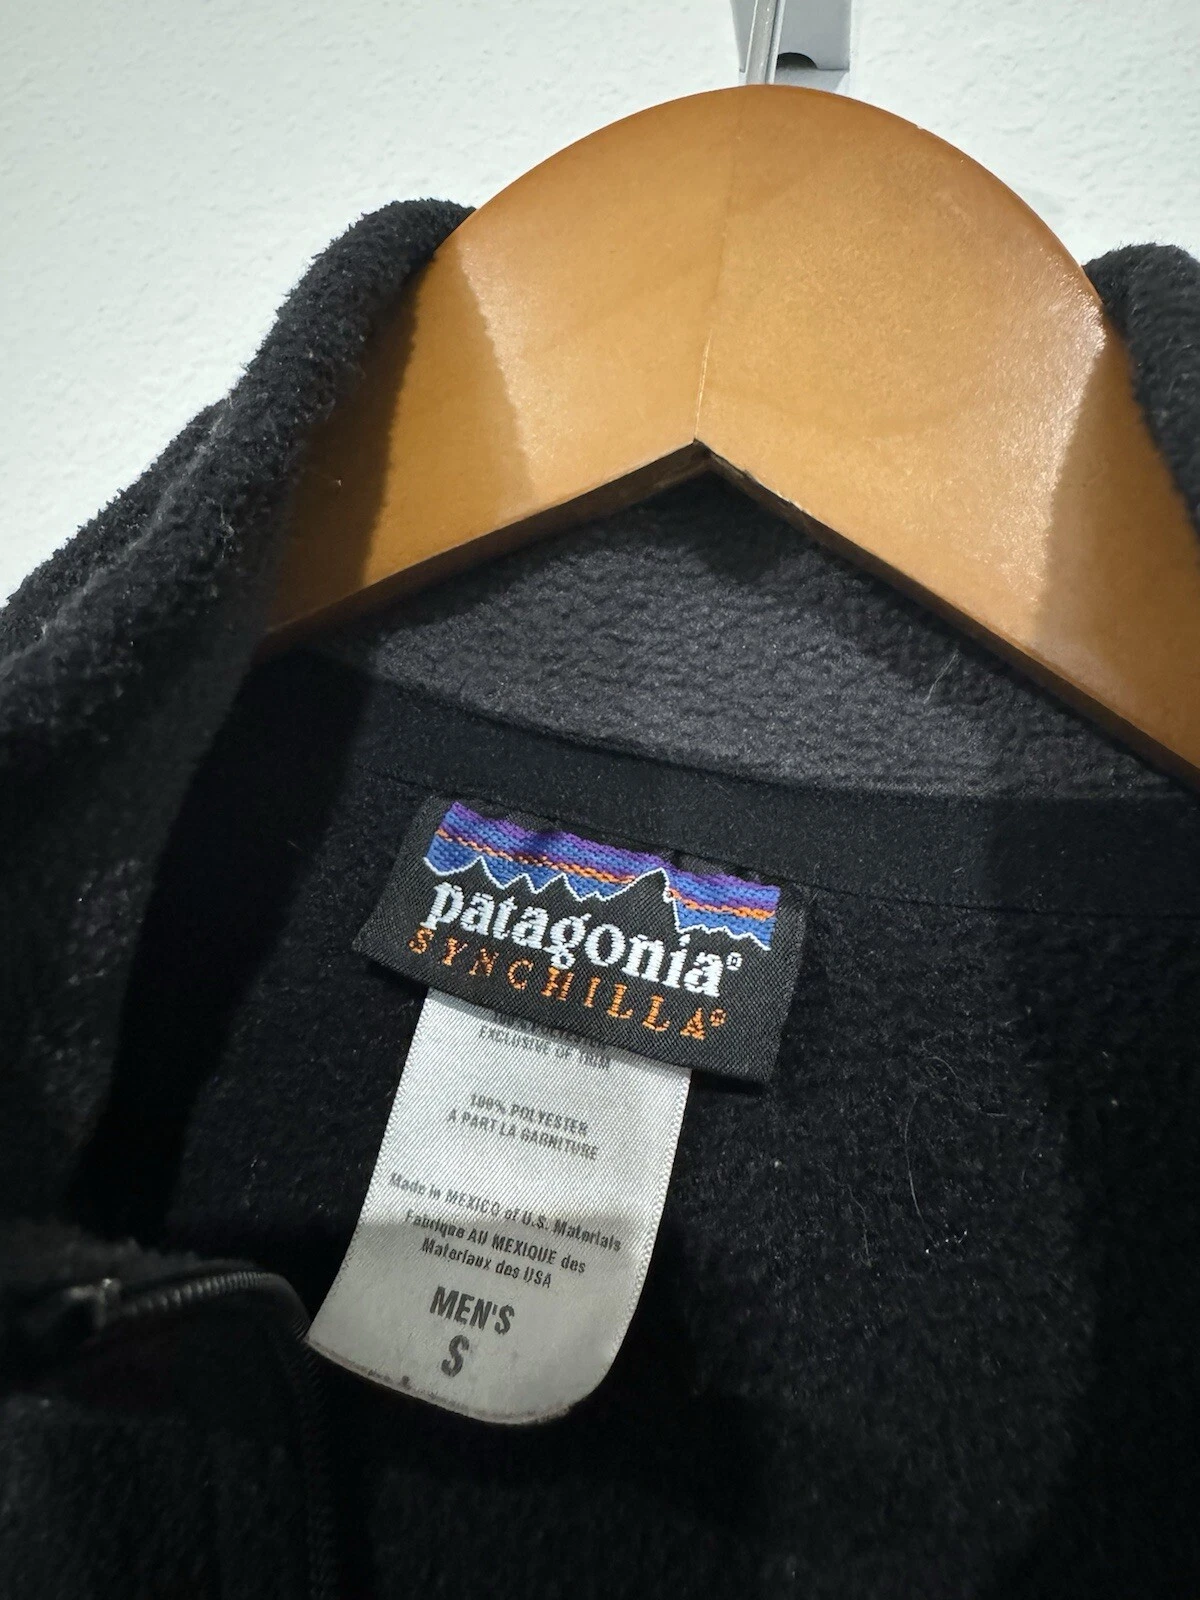 patagonia®
SYNCHILLA®
EXCLUSIVE OF TRIM
100% POLYESTER
A PART LA GARNITURE
Made in MEXICO of U.S. Materials
Fabrique AU MEXIQUE des
Materiaux des USA
MEN'S
S